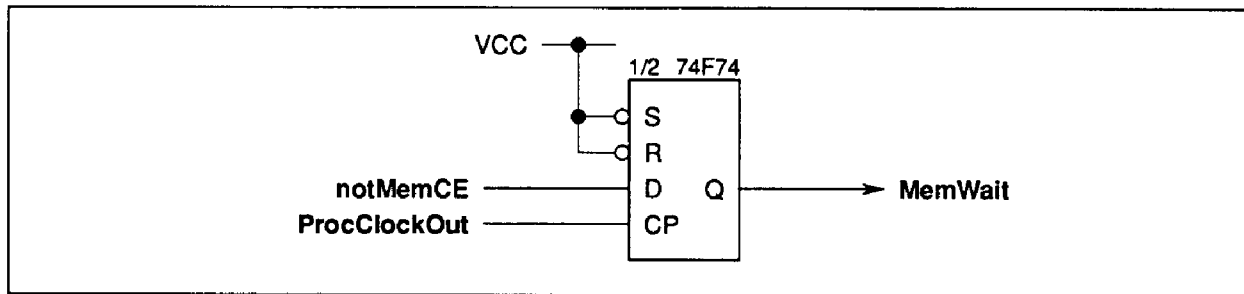 VCC
1/2 74F74
S
R
notMemCE D Q MemWait
ProcClockOut CP